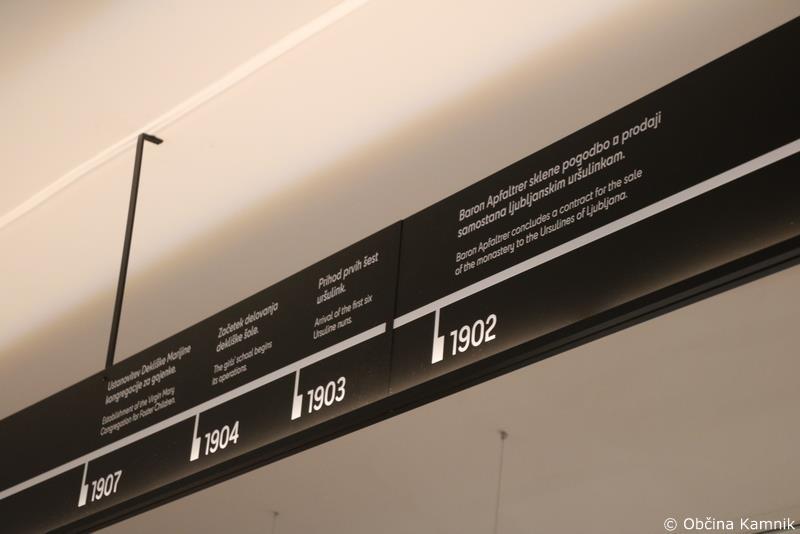 Ustanovitev Dekliške Marijine
kongregacije za gojenke.
Establishment of the Virgin Mary
Congregation for Foster Children.
1907
Začetek delovanja
dekliške šole.
The girls' school begins
its operations.
1904
Prihod prvih šest
uršulink.
Arrival of the first six
Ursuline nuns.
1903
Baron Apfaltrer sklene pogodbo o prodaji
samostana ljubljanskim uršulinkam.
Baron Apfaltrer concludes a contract for the sale
of the monastery to the Ursulines of Ljubljana.
1902
© Občina Kamnik